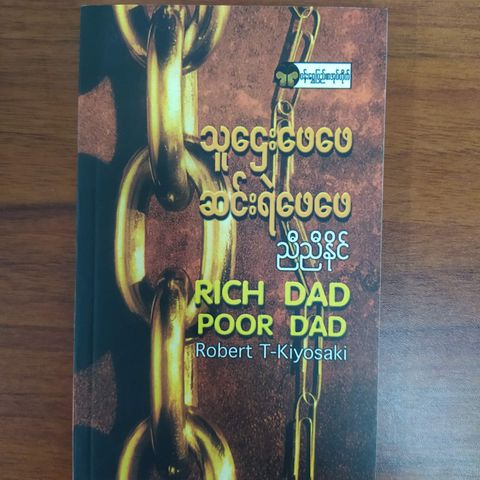 သူဌေးဖေဖေ
ဆင်းရဲဖေဖေ
ညီညီနိုင်
RICH DAD
POOR DAD
Robert T-Kiyosaki